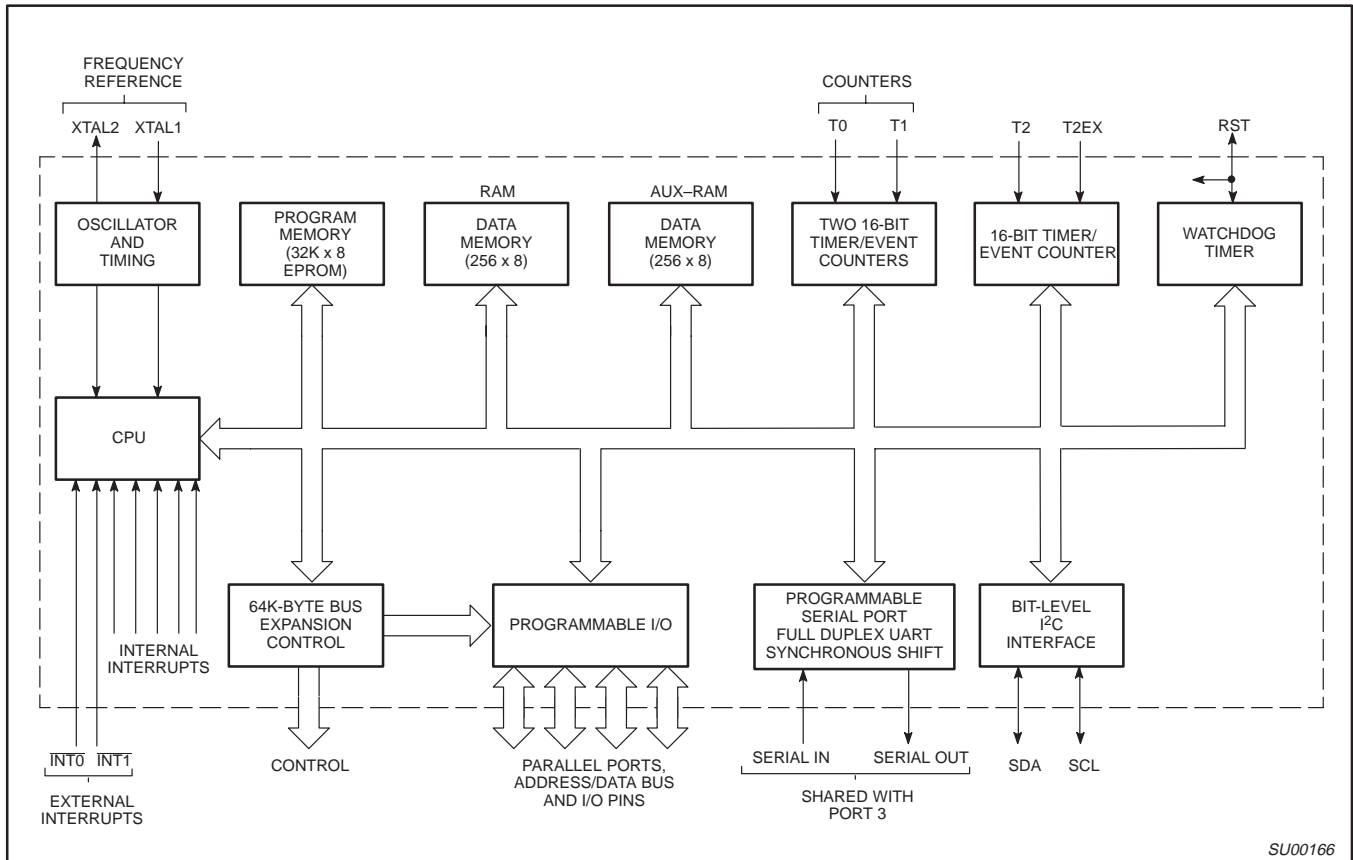 FREQUENCY
REFERENCE
XTAL2 XTAL1
COUNTERS
T0 T1
T2 T2EX
RST
OSCILLATOR
AND
TIMING
PROGRAM
MEMORY
(32K x 8
EPROM)
RAM
DATA
MEMORY
(256 x 8)
AUX–RAM
DATA
MEMORY
(256 x 8)
TWO 16-BIT
TIMER/EVENT
COUNTERS
16-BIT TIMER/
EVENT COUNTER
WATCHDOG
TIMER
CPU
INTERNAL
INTERRUPTS
64K-BYTE BUS
EXPANSION
CONTROL
PROGRAMMABLE I/O
PROGRAMMABLE
SERIAL PORT
FULL DUPLEX UART
SYNCHRONOUS SHIFT
BIT-LEVEL
I²C
INTERFACE
INT0 INT1
EXTERNAL
INTERRUPTS
CONTROL
PARALLEL PORTS,
ADDRESS/DATA BUS
AND I/O PINS
SERIAL IN SERIAL OUT
SHARED WITH
PORT 3
SDA SCL
SU00166